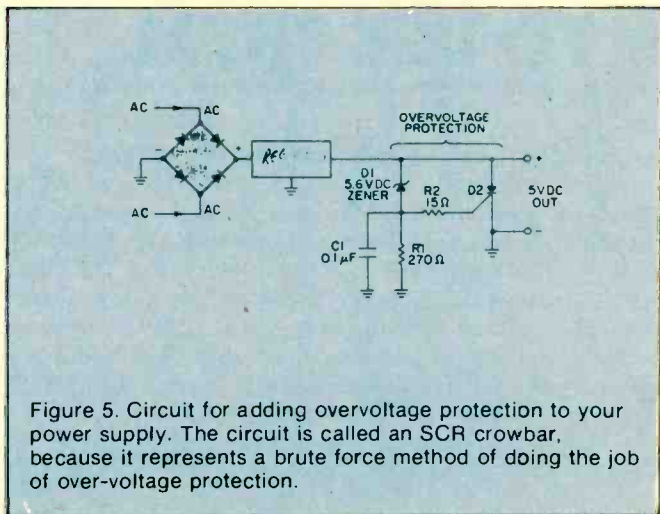 AC
AC
AC
AC
-
+
REG
OVERVOLTAGE
PROTECTION
D1
5.6VDC
ZENER
R2
15Ω
D2
+
5VDC
OUT
-
C1
0.1µF
R1
270Ω
Figure 5. Circuit for adding overvoltage protection to your
power supply. The circuit is called an SCR crowbar,
because it represents a brute force method of doing the job
of over-voltage protection.